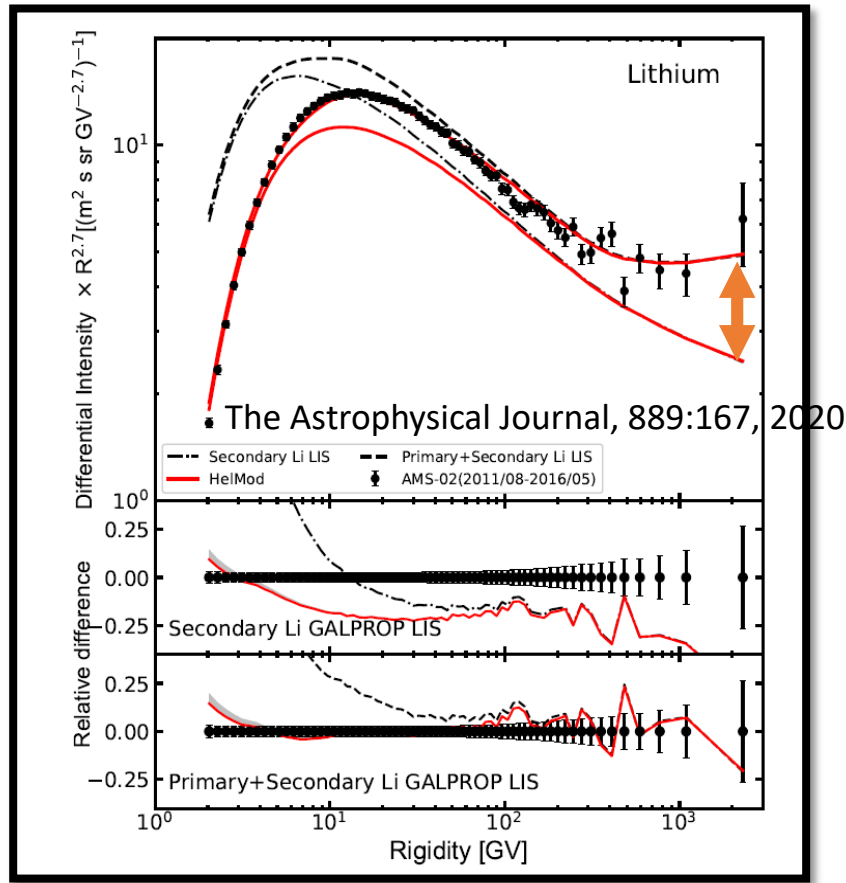 Lithium
Differential Intensity × R^2.7[(m² s sr GV^−2.7)^−1]
10^1
The Astrophysical Journal, 889:167, 2020
Secondary Li LIS
Primary+Secondary Li LIS
HelMod
AMS-02(2011/08-2016/05)
10^0
Relative difference
0.25
0.00
−0.25
Secondary Li GALPROP LIS
0.25
0.00
−0.25
Primary+Secondary Li GALPROP LIS
10^0 10^1 10^2 10^3
Rigidity [GV]